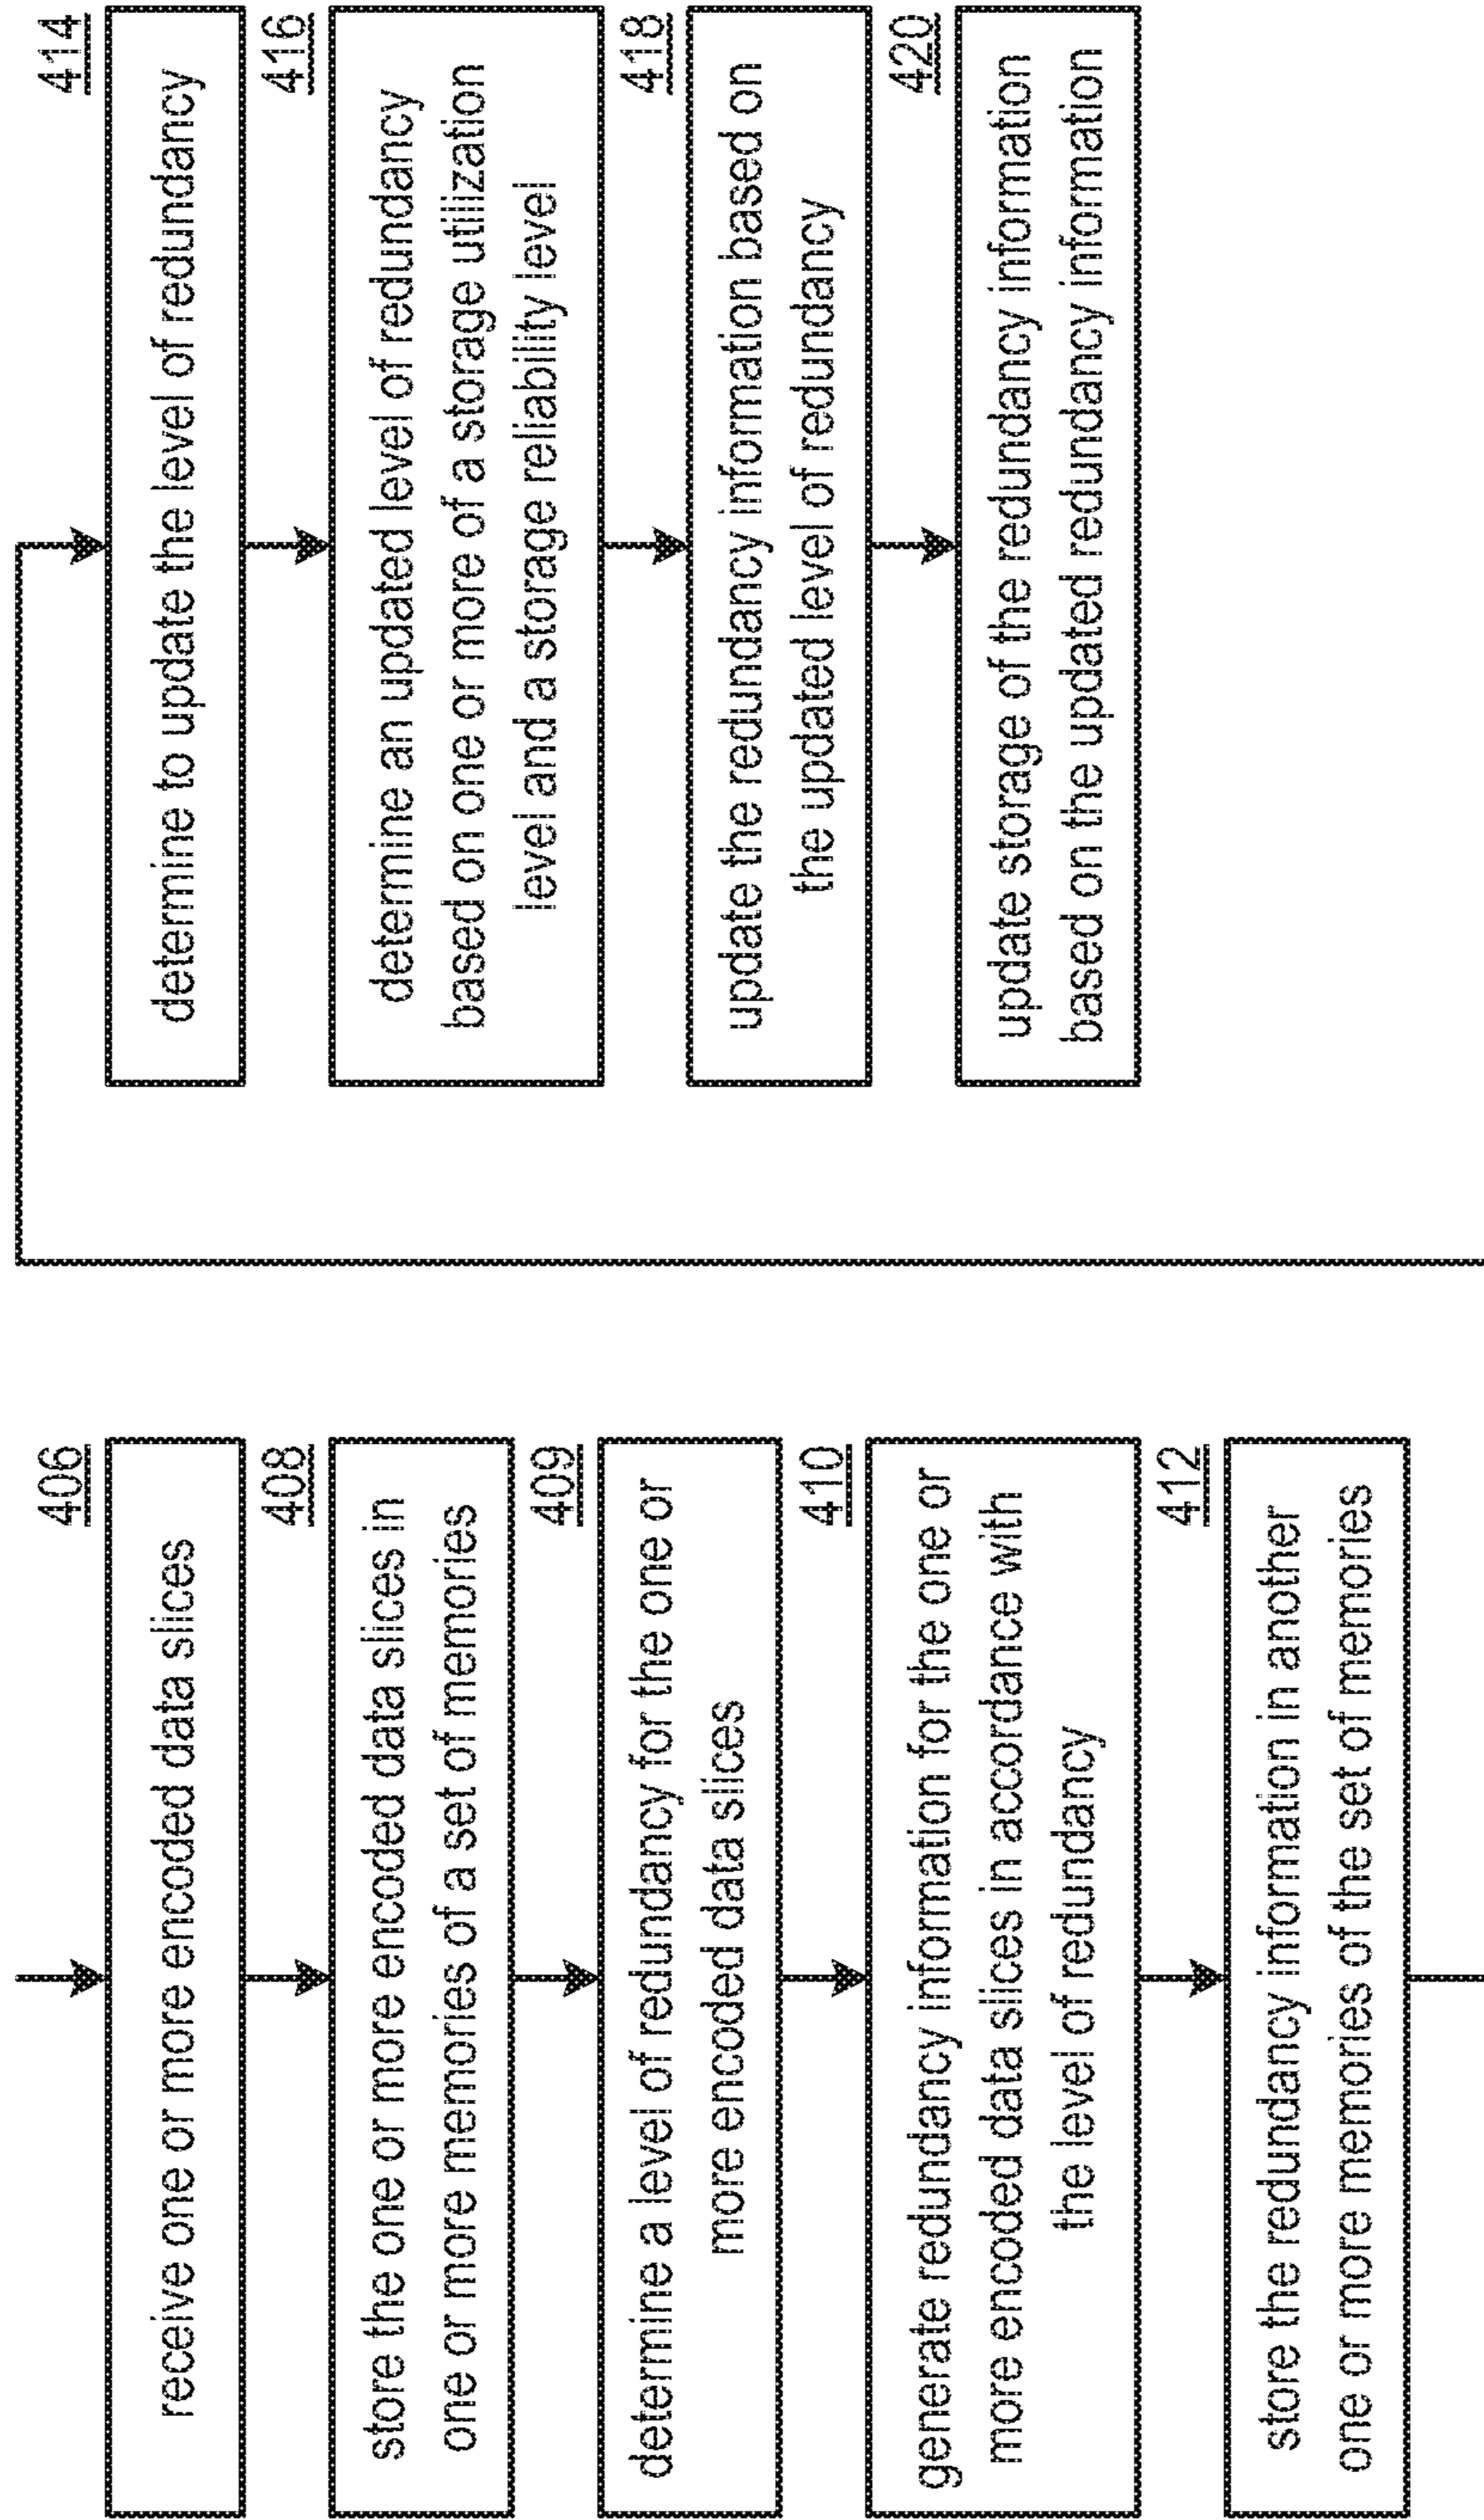 406
receive one or more encoded data slices
408
store the one or more encoded data slices in
one or more memories of a set of memories
409
determine a level of redundancy for the one or
more encoded data slices
410
generate redundancy information for the one or
more encoded data slices in accordance with
the level of redundancy
412
store the redundancy information in another
one or more memories of the set of memories
414
determine to update the level of redundancy
416
determine an updated level of redundancy
based on one or more of a storage utilization
level and a storage reliability level
418
update the redundancy information based on
the updated level of redundancy
420
update storage of the redundancy information
based on the updated redundancy information